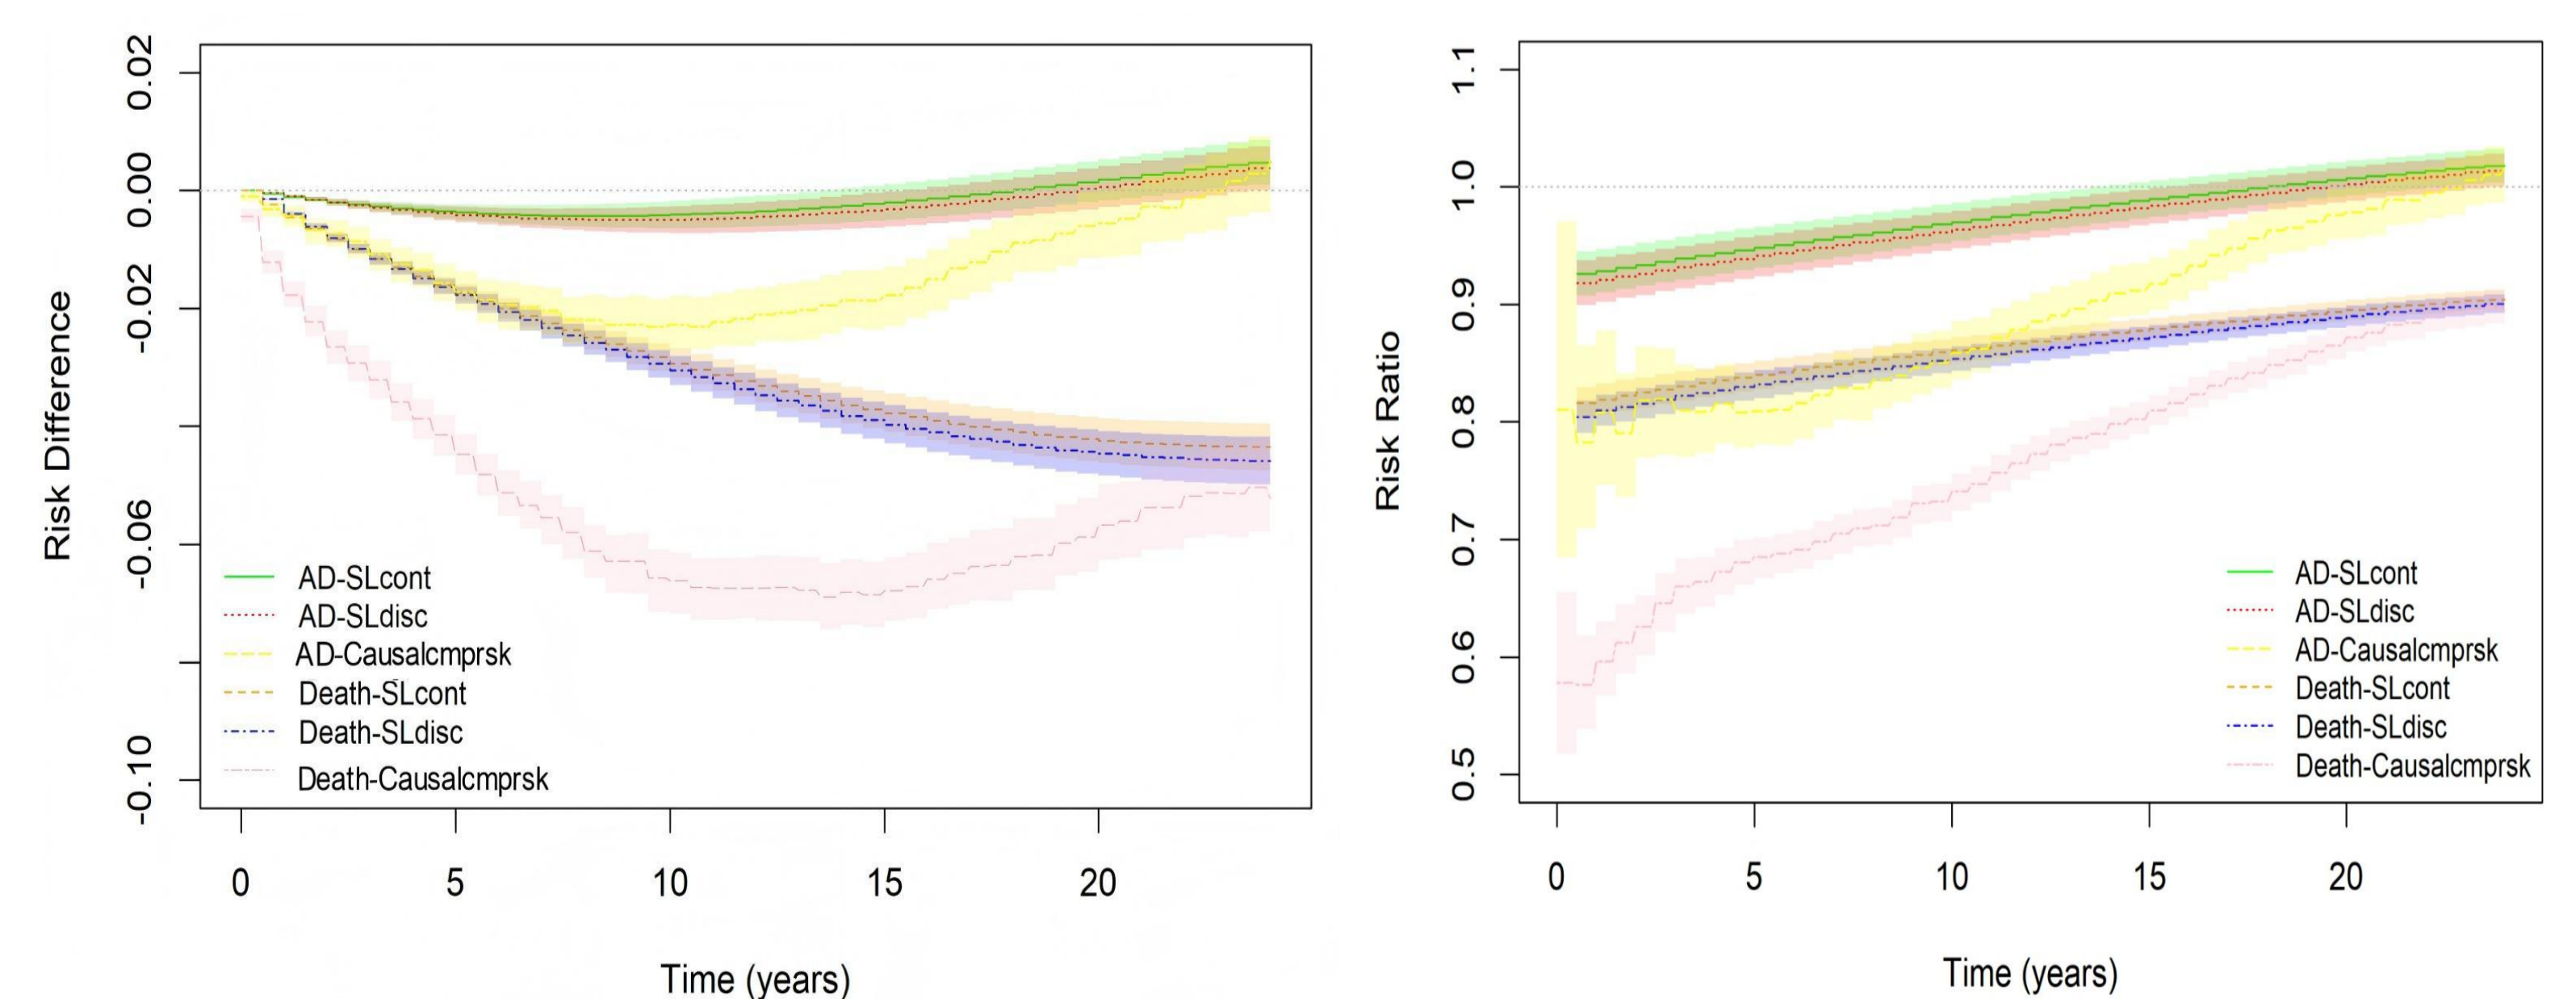 Risk Difference
0.02
0.00
-0.02
-0.06
-0.10
AD-SLcont
AD-SLdisc
AD-Causalcmprsk
Death-SLcont
Death-SLdisc
Death-Causalcmprsk
0 5 10 15 20
Time (years)
Risk Ratio
1.1
1.0
0.9
0.8
0.7
0.6
0.5
AD-SLcont
AD-SLdisc
AD-Causalcmprsk
Death-SLcont
Death-SLdisc
Death-Causalcmprsk
0 5 10 15 20
Time (years)